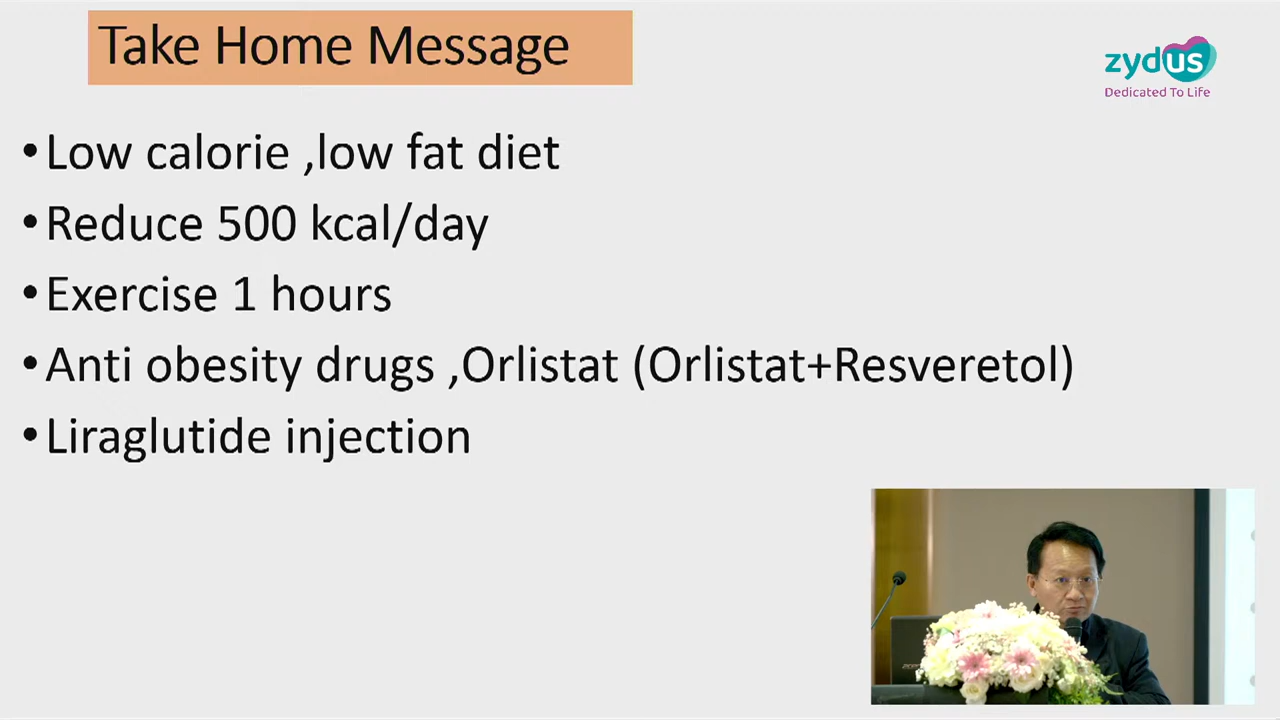 Take Home Message
zydus
Dedicated To Life
•Low calorie ,low fat diet
•Reduce 500 kcal/day
•Exercise 1 hours
•Anti obesity drugs ,Orlistat (Orlistat+Resveretol)
•Liraglutide injection